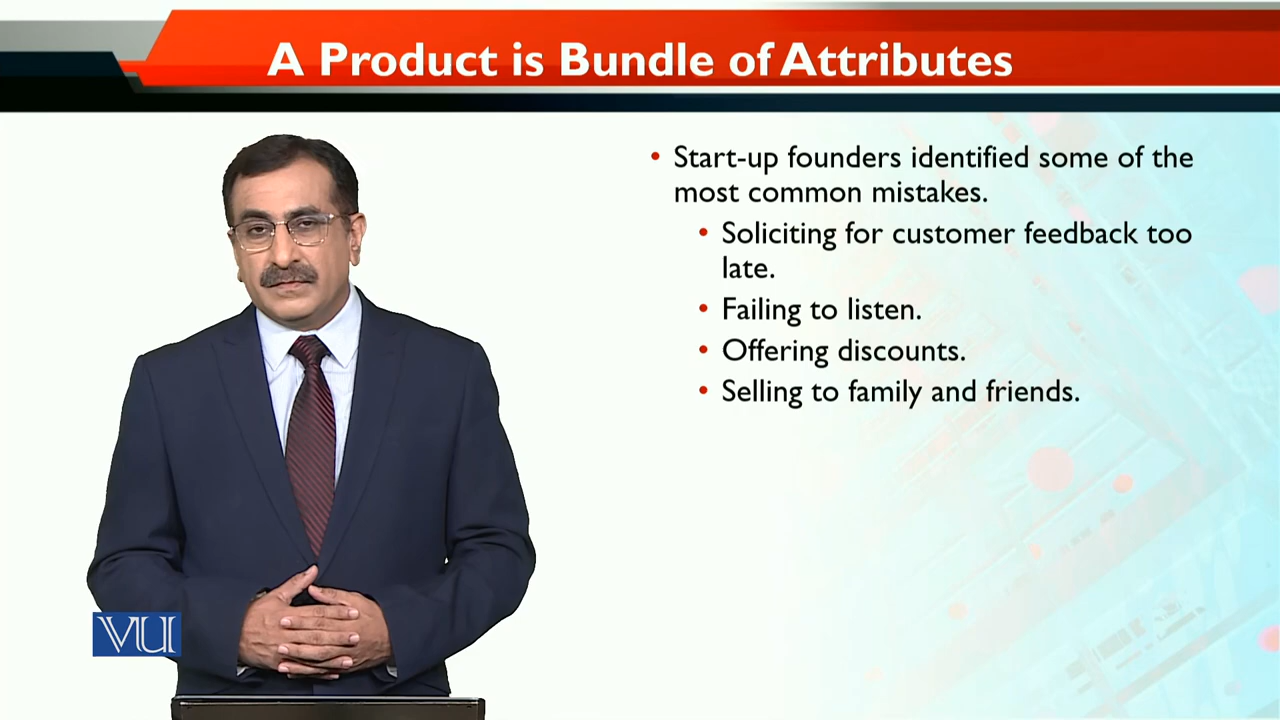 A Product is Bundle of Attributes
• Start-up founders identified some of the
most common mistakes.
• Soliciting for customer feedback too
late.
• Failing to listen.
• Offering discounts.
• Selling to family and friends.
VU